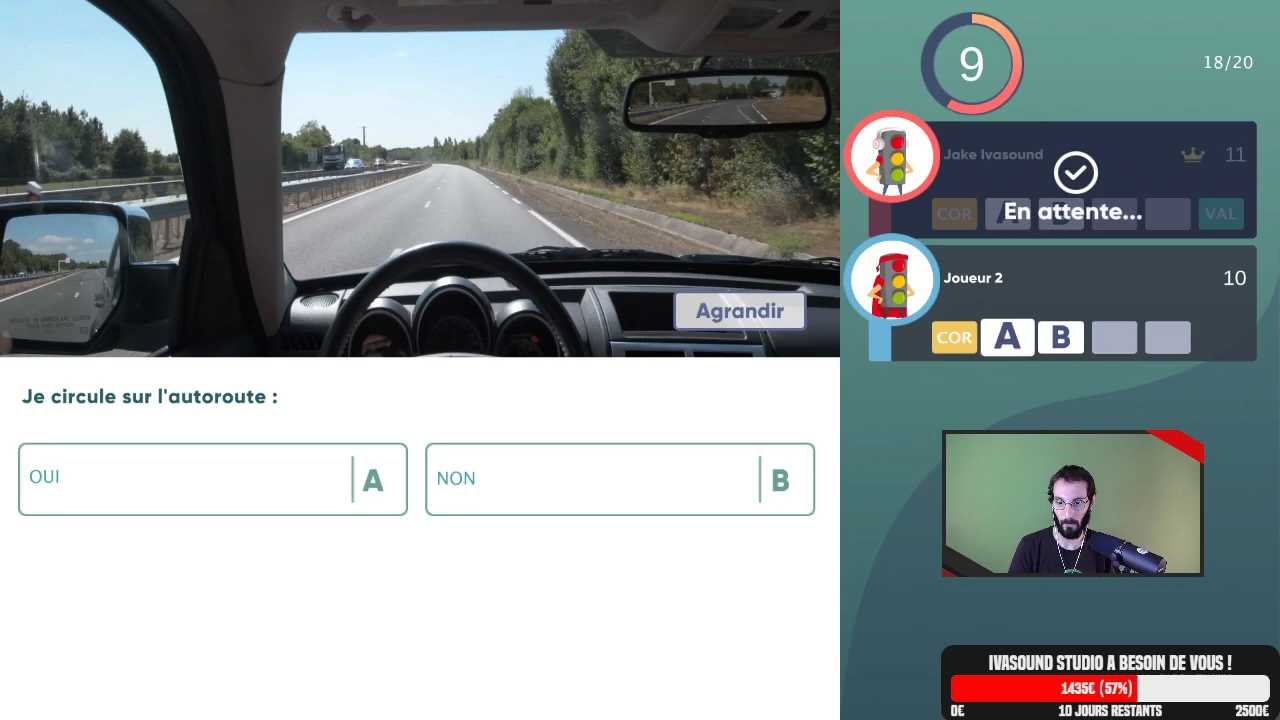 9
18/20
Jake Ivasound
11
COR
A
B
VAL
En attente...
Joueur 2
10
COR
A
B
Agrandir
Je circule sur l'autoroute :
OUI
A
NON
B
IVASOUND STUDIO A BESOIN DE VOUS !
1435€ (57%)
0€
10 JOURS RESTANTS
2500€